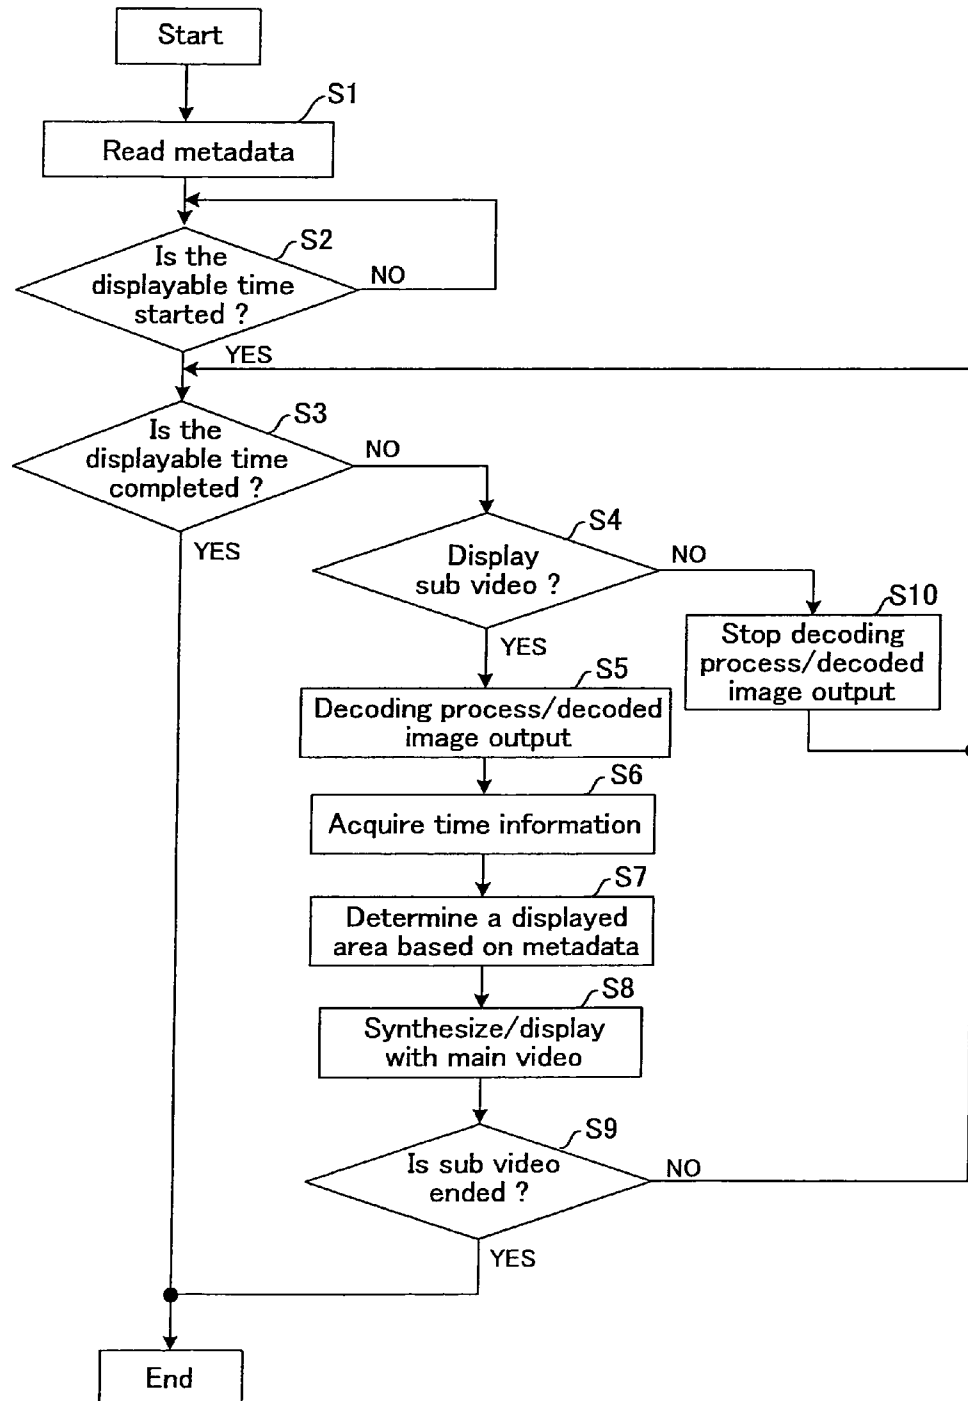 Start
S1
Read metadata
S2
Is the
displayable time
started ?
NO
YES
S3
Is the
displayable time
completed ?
NO
YES
S4
Display
sub video ?
NO
YES
S10
Stop decoding
process/decoded
image output
S5
Decoding process/decoded
image output
S6
Acquire time information
S7
Determine a displayed
area based on metadata
S8
Synthesize/display
with main video
S9
Is sub video
ended ?
NO
YES
End